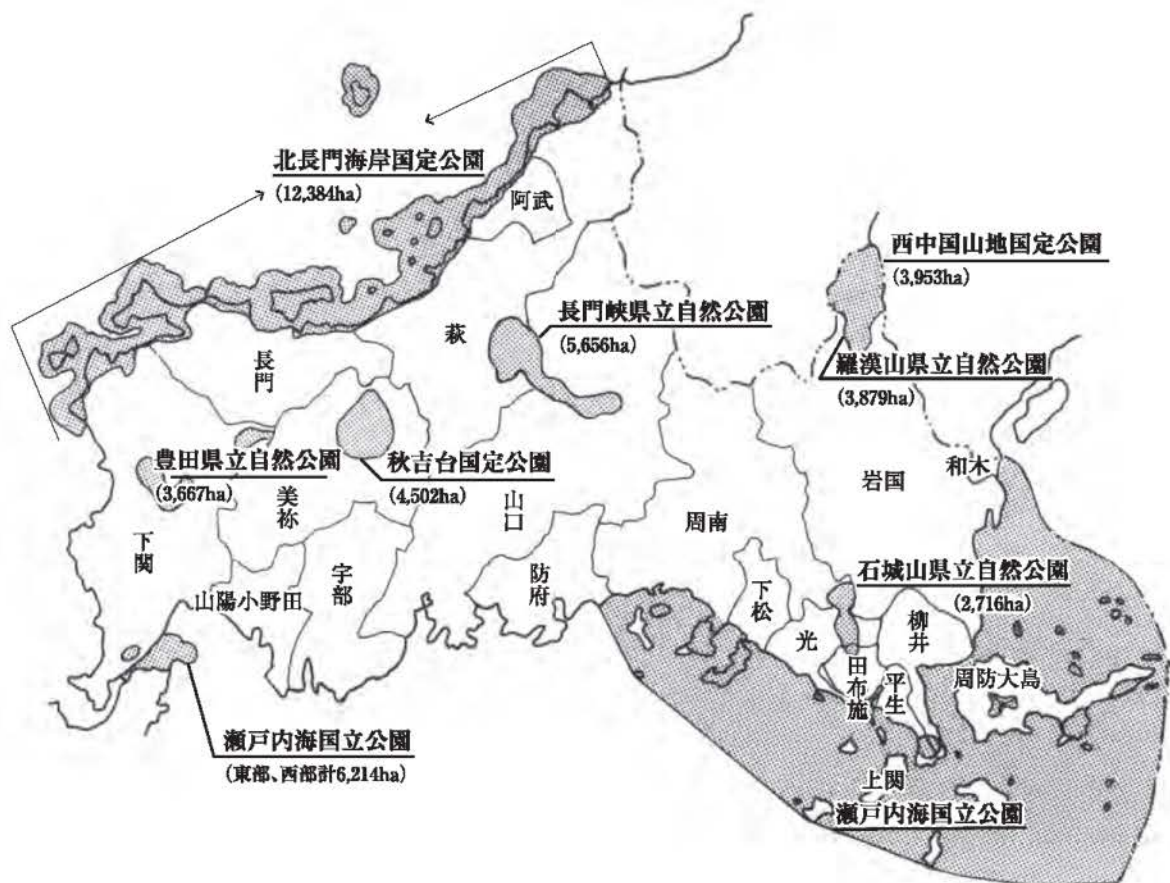 北長門海岸国定公園
(12,384ha)
阿武
西中国山地国定公園
(3,953ha)
萩
長門峡県立自然公園
(5,656ha)
長門
羅漢山県立自然公園
(3,879ha)
和木
豊田県立自然公園
(3,667ha)
秋吉台国定公園
(4,502ha)
美祢
山口
岩国
周南
下関
宇部
防府
山陽小野田
石城山県立自然公園
(2,716ha)
下松
光
柳井
田布施
平生
周防大島
瀬戸内海国立公園
(東部、西部計6,214ha)
上関
瀬戸内海国立公園